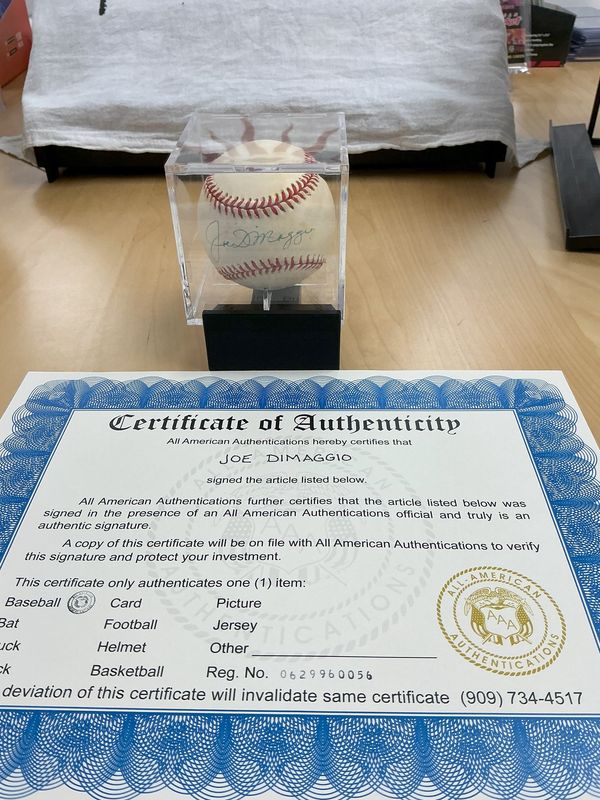 Joe DiMaggio
Certificate of Authenticity
All American Authentications hereby certifies that
JOE DIMAGGIO
signed the article listed below.
All American Authentications further certifies that the article listed below was
signed in the presence of an All American Authentications official and truly is an
authentic signature.
A copy of this certificate will be on file with All American Authentications to verify
this signature and protect your investment.
This certificate only authenticates one (1) item:
Baseball Card Picture
Bat Football Jersey
uck Helmet Other
ck Basketball Reg. No. 0629960056
deviation of this certificate will invalidate same certificate (909) 734-4517
ALL-AMERICAN
AAA
AUTHENTICATIONS